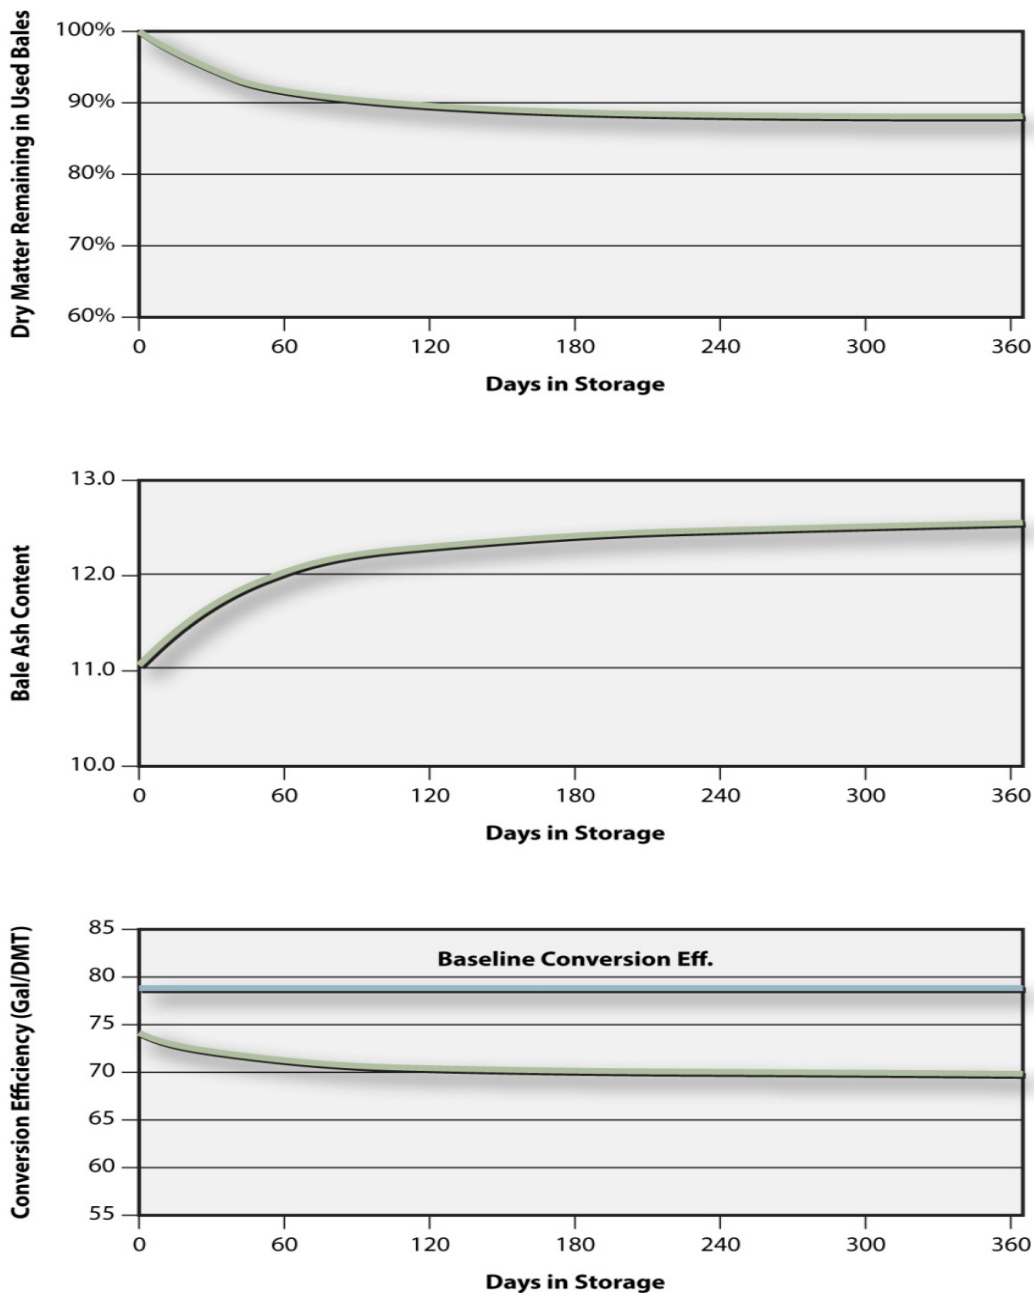 Dry Matter Remaining in Used Bales
100%
90%
80%
70%
60%
0 60 120 180 240 300 360
Days in Storage
Bale Ash Content
13.0
12.0
11.0
10.0
0 60 120 180 240 300 360
Days in Storage
Conversion Efficiency (Gal/DMT)
85
80
75
70
65
60
55
Baseline Conversion Eff.
0 60 120 180 240 300 360
Days in Storage